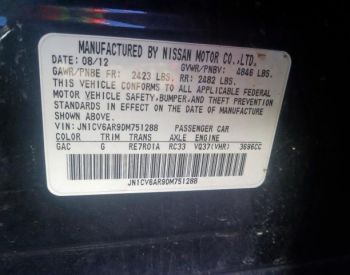 MANUFACTURED BY NISSAN MOTOR CO.,LTD.
DATE: 08/12 GVWR/PNBV: 4846 LBS.
GAWR/PNBE FR: 2423 LBS. RR: 2482 LBS.
THIS VEHICLE CONFORMS TO ALL APPLICABLE FEDERAL
MOTOR VEHICLE SAFETY,BUMPER,AND THEFT PREVENTION
STANDARDS IN EFFECT ON THE DATE OF MANUFACTURE
SHOWN ABOVE.
VIN: JN1CV6AR9DM751288 PASSENGER CAR
COLOR TRIM TRANS AXLE ENGINE
GAC G RE7R01A RC33 VQ37(VHR) 3696CC
JN1CV6AR9DM751288